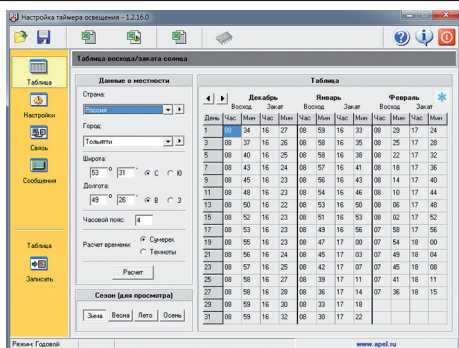 Настройка таймера освещения - 1.2.16.0
Таблица восхода/заката солнца
Таблица
Настройки
Связь
Сообщения
Таблица
Записать
Данные о местности
Страна:
Россия
Город:
Тольятти
Широта:
53 ° 31 ' С Ю
Долгота:
49 ° 26 ' В З
Часовой пояс: 4
Расчет времени: Сумерек
Темноты
Расчет
Сезон (для просмотра)
Зима Весна Лето Осень
Таблица
Декабрь Январь Февраль
Восход Закат Восход Закат Восход Закат
День Час Мин Час Мин Час Мин Час Мин Час Мин Час Мин
1 08 34 16 27 08 59 16 33 08 29 17 24
3 08 37 16 26 08 58 16 35 08 25 17 28
5 08 40 16 25 08 58 16 38 08 22 17 32
7 08 43 16 24 08 57 16 41 08 18 17 36
9 08 45 16 23 08 56 16 43 08 14 17 40
11 08 48 16 23 08 54 16 46 08 10 17 44
13 08 50 16 22 08 53 16 50 08 06 17 48
15 08 52 16 23 08 51 16 53 08 02 17 52
17 08 53 16 23 08 49 16 56 07 58 17 56
19 08 55 16 23 08 47 17 00 07 54 18 00
21 08 56 16 24 08 45 17 03 07 49 18 04
23 08 57 16 25 08 42 17 07 07 45 18 08
25 08 58 16 27 08 39 17 11 07 41 18 11
27 08 58 16 28 08 36 17 14 07 36 18 15
29 08 59 16 30 08 33 17 18
31 08 59 16 32 08 30 17 22
Режим: Годовой
www.apel.ru